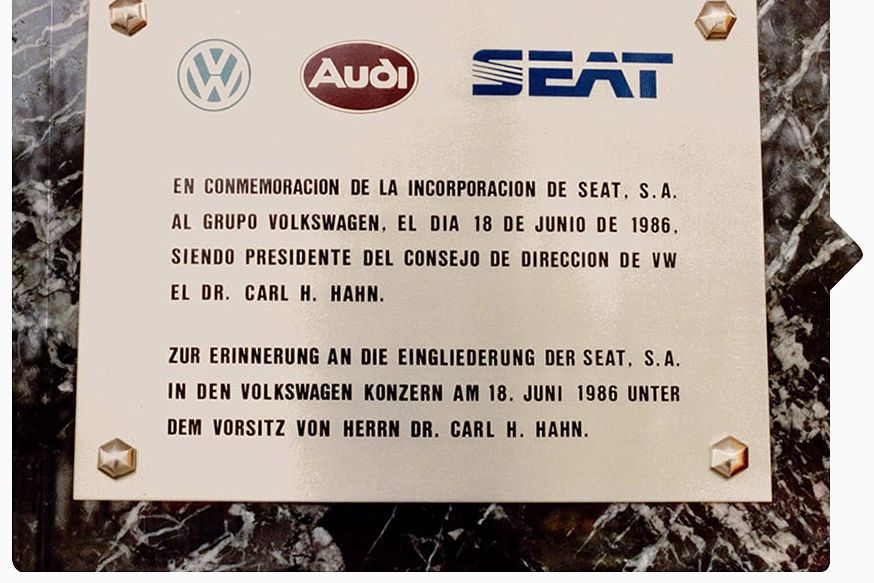 VW Audi SEAT
EN CONMEMORACION DE LA INCORPORACION DE SEAT, S.A.
AL GRUPO VOLKSWAGEN, EL DIA 18 DE JUNIO DE 1986,
SIENDO PRESIDENTE DEL CONSEJO DE DIRECCION DE VW
EL DR. CARL H. HAHN.
ZUR ERINNERUNG AN DIE EINGLIEDERUNG DER SEAT, S.A.
IN DEN VOLKSWAGEN KONZERN AM 18. JUNI 1986 UNTER
DEM VORSITZ VON HERRN DR. CARL H. HAHN.